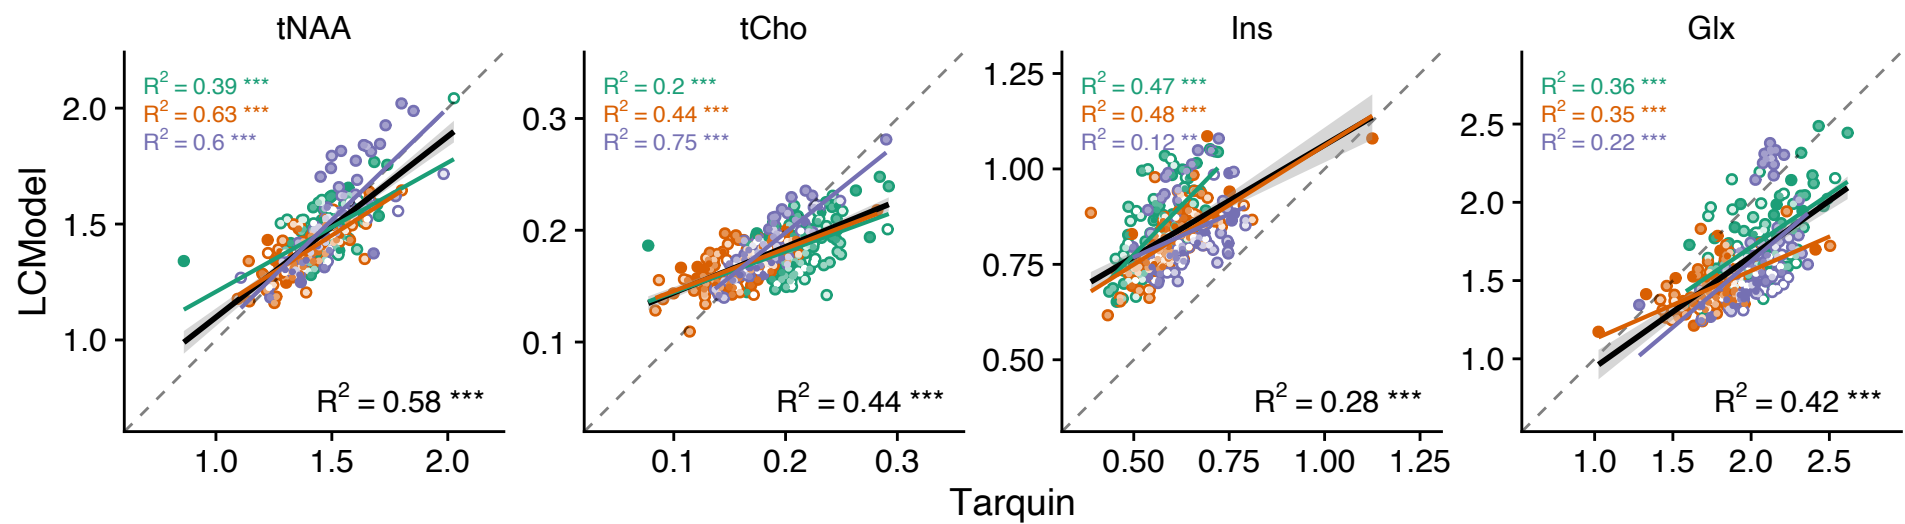 tNAA
tCho
Ins
Glx
R² = 0.39 ***
R² = 0.63 ***
R² = 0.6 ***
R² = 0.58 ***
2.0
1.5
1.0
1.0 1.5 2.0
R² = 0.2 ***
R² = 0.44 ***
R² = 0.75 ***
R² = 0.44 ***
0.3
0.2
0.1
0.1 0.2 0.3
R² = 0.47 ***
R² = 0.48 ***
R² = 0.12 **
R² = 0.28 ***
1.25
1.00
0.75
0.50
0.50 0.75 1.00 1.25
R² = 0.36 ***
R² = 0.35 ***
R² = 0.22 ***
R² = 0.42 ***
2.5
2.0
1.5
1.0
1.0 1.5 2.0 2.5
LCModel
Tarquin